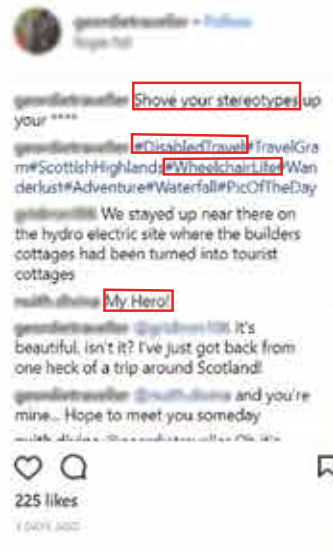 Follow
Shove your stereotypes up
your ****
#DisabledTravel#TravelGra
m#ScottishHighlands#WheelchairLife#Wan
derlust#Adventure#Waterfall#PicOfTheDay
We stayed up near there on
the hydro electric site where the builders
cottages had been turned into tourist
cottages
My Hero!
It's
beautiful, isn't it? I've just got back from
one heck of a trip around Scotland!
and you're
mine... Hope to meet you someday
225 likes